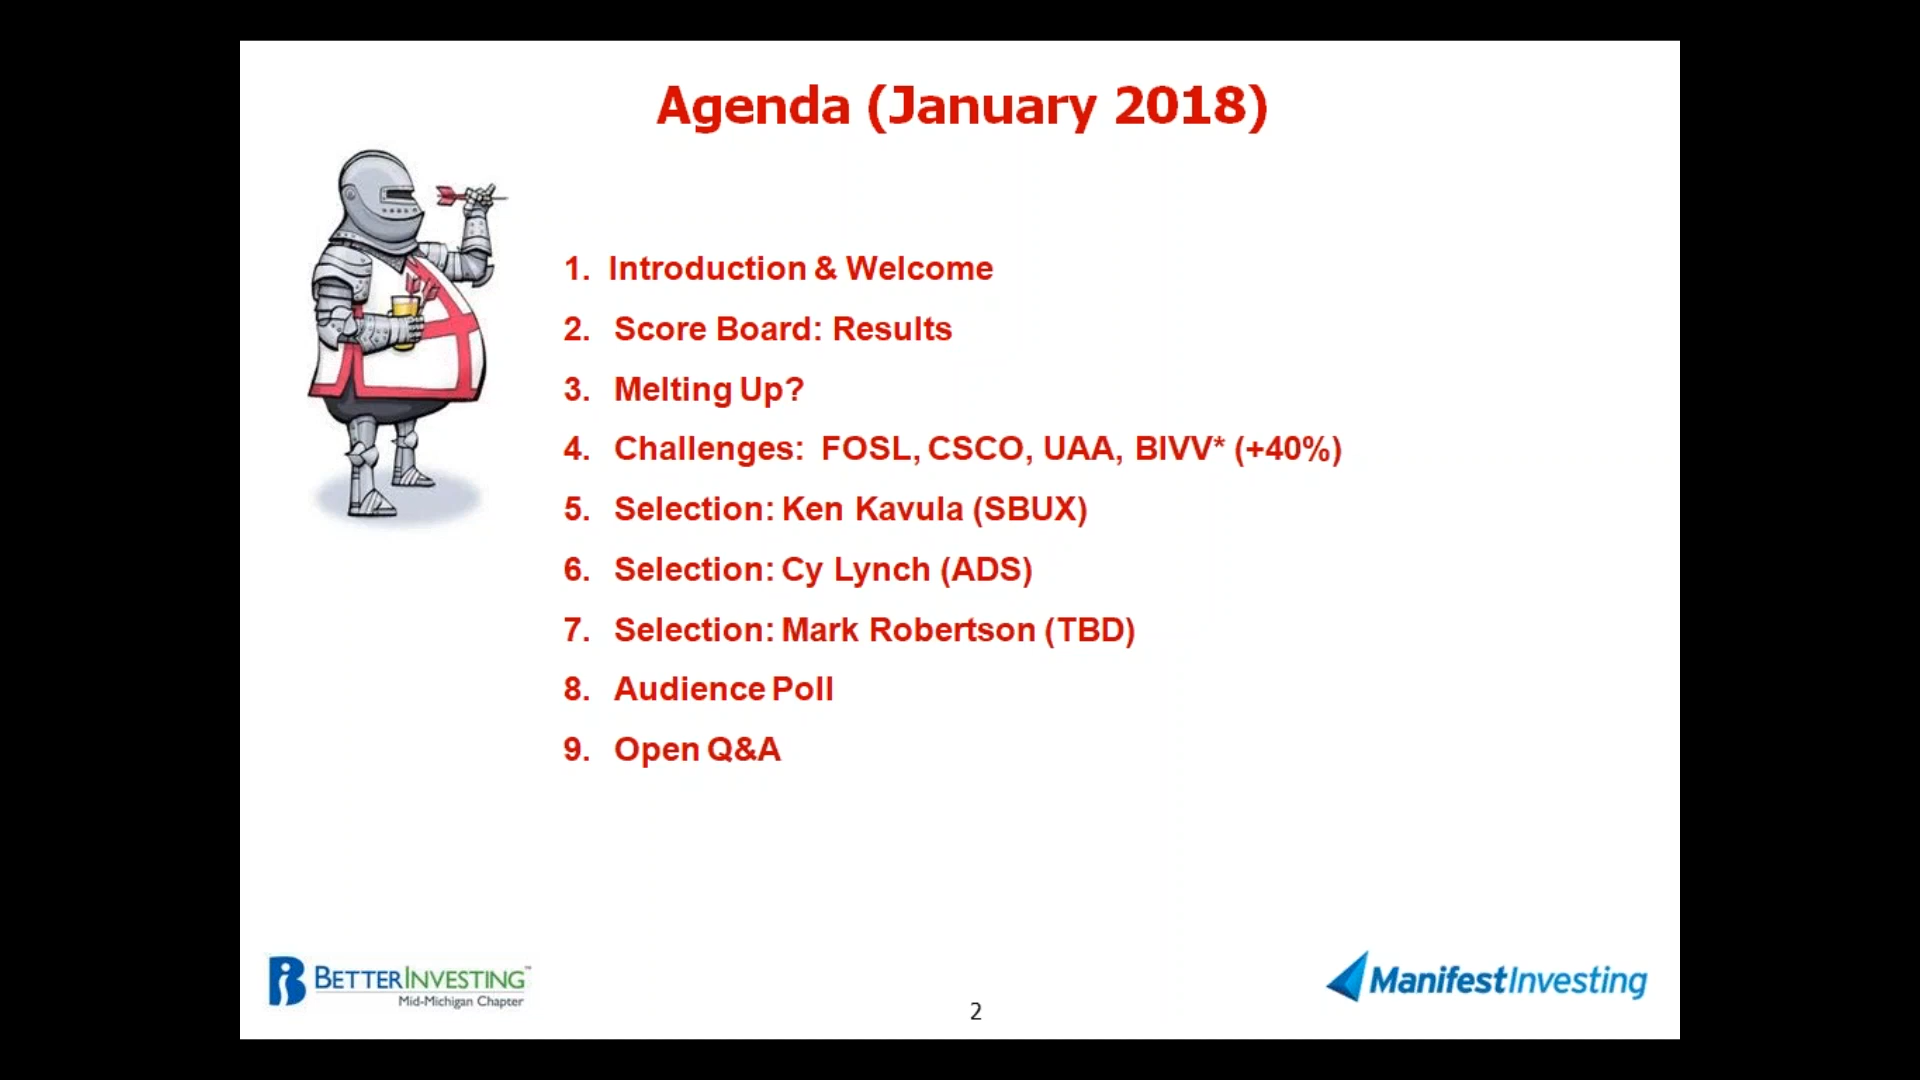 Agenda (January 2018)
1. Introduction & Welcome
2. Score Board: Results
3. Melting Up?
4. Challenges: FOSL, CSCO, UAA, BIVV* (+40%)
5. Selection: Ken Kavula (SBUX)
6. Selection: Cy Lynch (ADS)
7. Selection: Mark Robertson (TBD)
8. Audience Poll
9. Open Q&A
BETTERINVESTING™
Mid-Michigan Chapter
2
ManifestInvesting